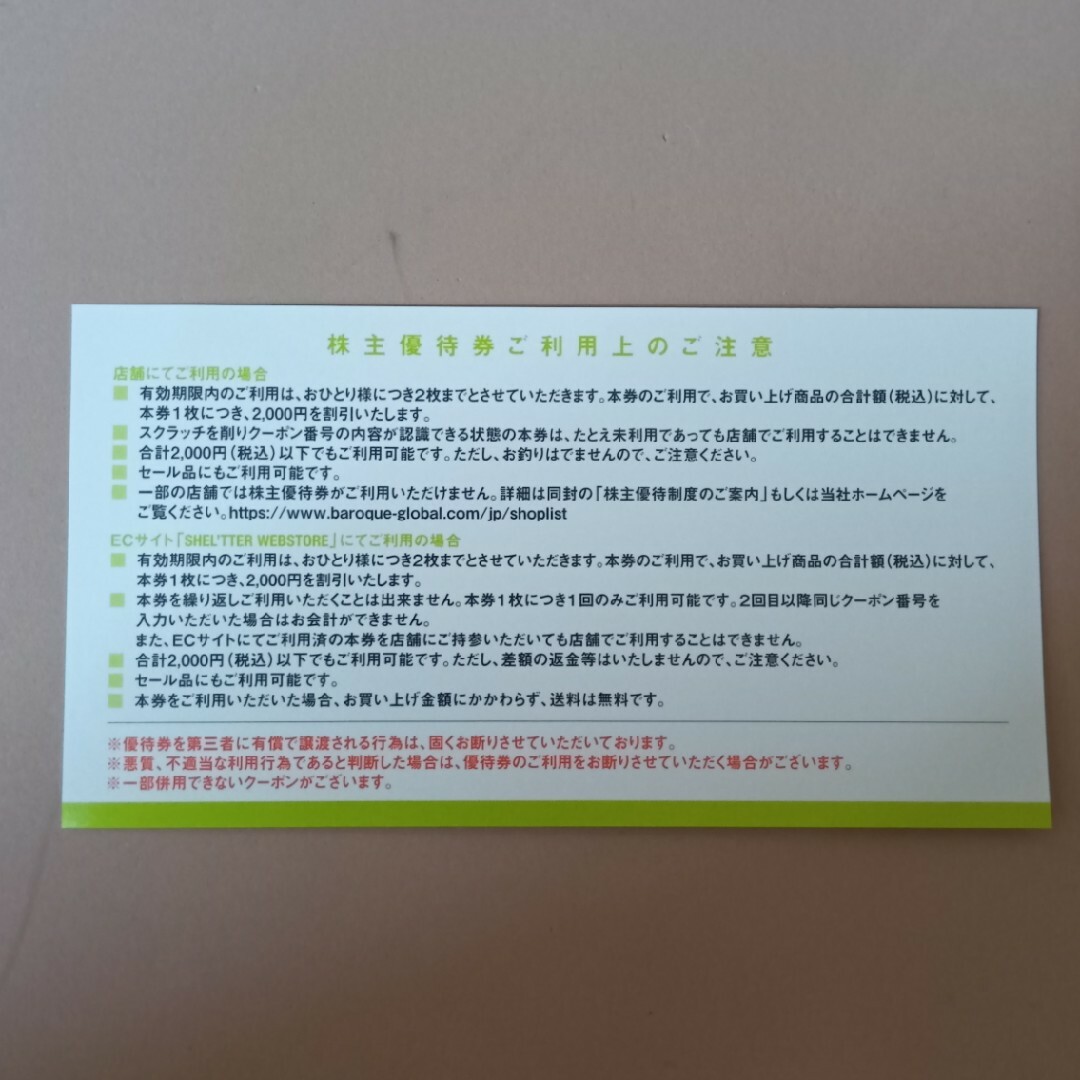 株主優待券ご利用上のご注意
店舗にてご利用の場合
■ 有効期限内のご利用は、おひとり様につき2枚までとさせていただきます。本券のご利用で、お買い上げ商品の合計額(税込)に対して、
本券1枚につき、2,000円を割引いたします。
■ スクラッチを削りクーポン番号の内容が認識できる状態の本券は、たとえ未利用であっても店舗でご利用することはできません。
■ 合計2,000円(税込)以下でもご利用可能です。ただし、お釣りはでませんので、ご注意ください。
■ セール品にもご利用可能です。
■ 一部の店舗では株主優待券がご利用いただけません。詳細は同封の「株主優待制度のご案内」もしくは当社ホームページを
ご覧ください。https://www.baroque-global.com/jp/shoplist
ECサイト「SHEL'TTER WEBSTORE」にてご利用の場合
■ 有効期限内のご利用は、おひとり様につき2枚までとさせていただきます。本券のご利用で、お買い上げ商品の合計額(税込)に対して、
本券1枚につき、2,000円を割引いたします。
■ 本券を繰り返しご利用いただくことは出来ません。本券1枚につき1回のみご利用可能です。2回目以降同じクーポン番号を
入力いただいた場合はお会計ができません。
また、ECサイトにてご利用済の本券を店舗にご持参いただいても店舗でご利用することはできません。
■ 合計2,000円(税込)以下でもご利用可能です。ただし、差額の返金等はいたしませんので、ご注意ください。
■ セール品にもご利用可能です。
■ 本券をご利用いただいた場合、お買い上げ金額にかかわらず、送料は無料です。
※優待券を第三者に有償で譲渡される行為は、固くお断りさせていただいております。
※悪質、不適当な利用行為であると判断した場合は、優待券のご利用をお断りさせていただく場合がございます。
※一部併用できないクーポンがございます。